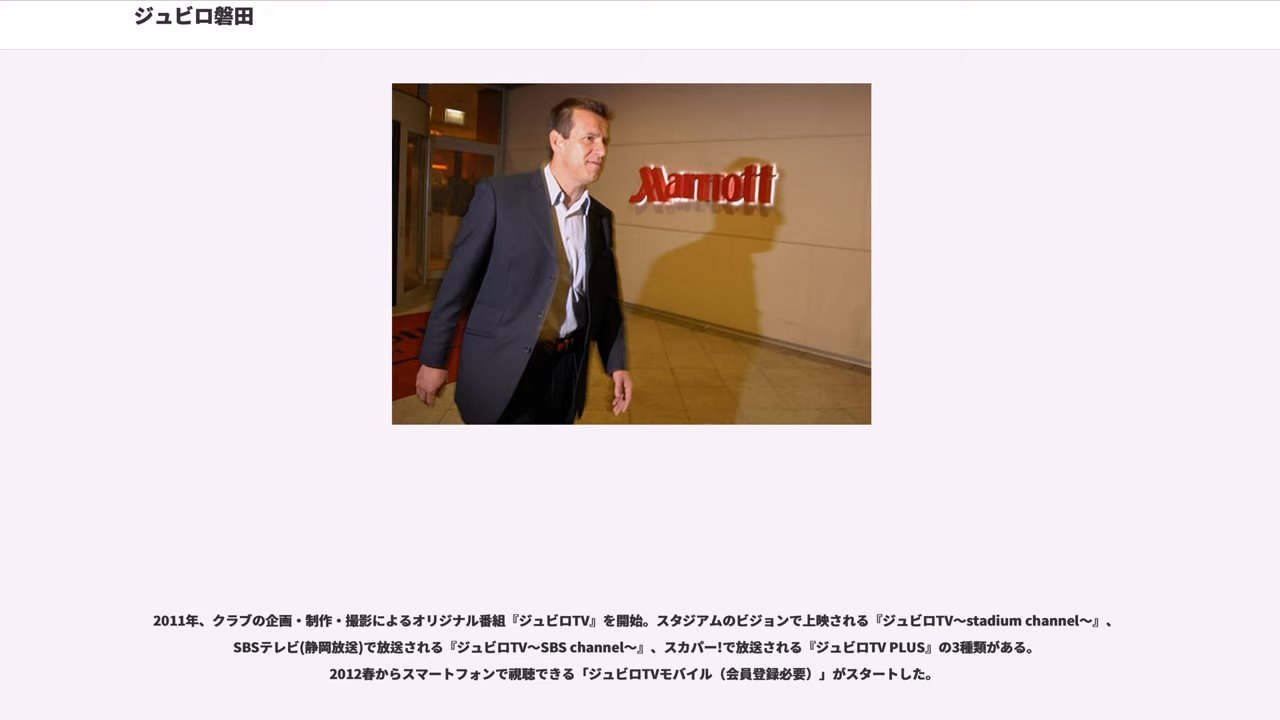 ジュビロ磐田
Marriott
2011年、クラブの企画・制作・撮影によるオリジナル番組『ジュビロTV』を開始。スタジアムのビジョンで上映される『ジュビロTV〜stadium channel〜』、
SBSテレビ(静岡放送)で放送される『ジュビロTV〜SBS channel〜』、スカパー!で放送される『ジュビロTV PLUS』の3種類がある。
2012春からスマートフォンで視聴できる「ジュビロTVモバイル（会員登録必要）」がスタートした。